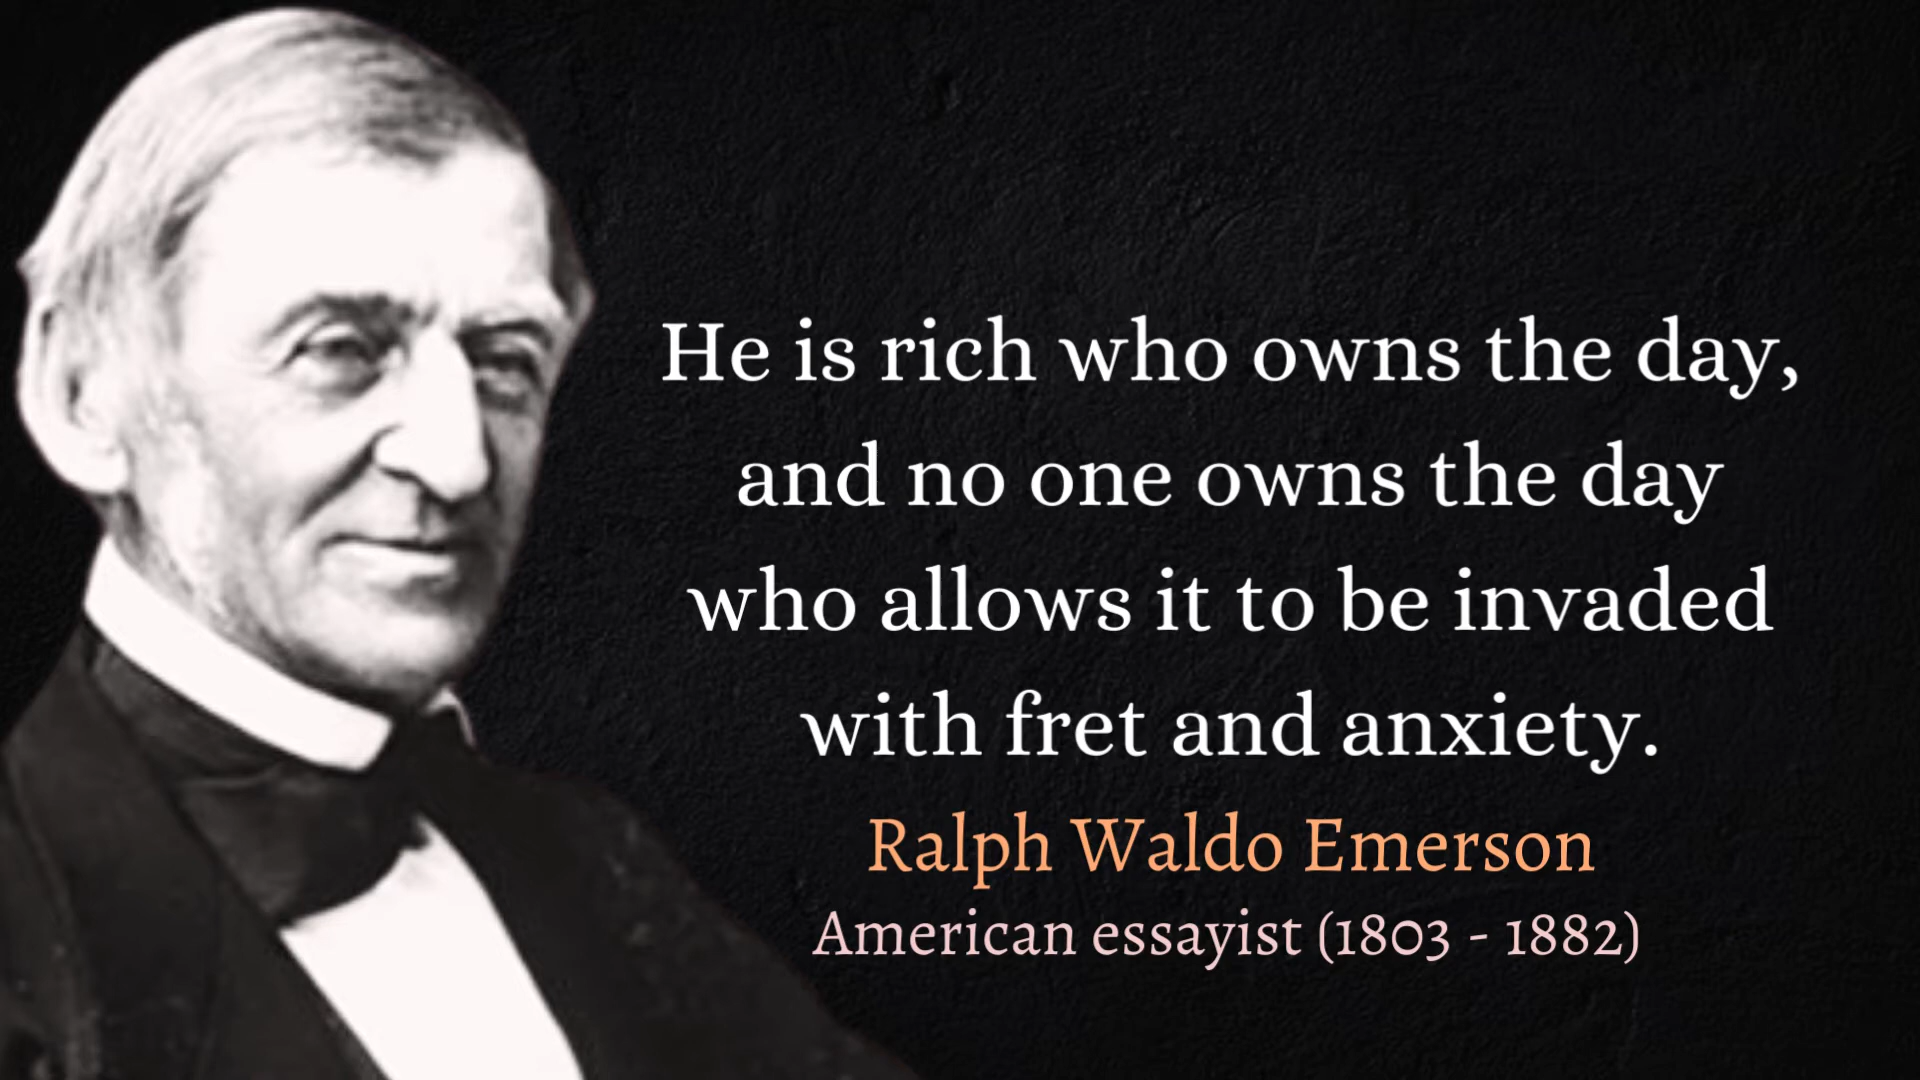 He is rich who owns the day,
and no one owns the day
who allows it to be invaded
with fret and anxiety.
Ralph Waldo Emerson
American essayist (1803 - 1882)